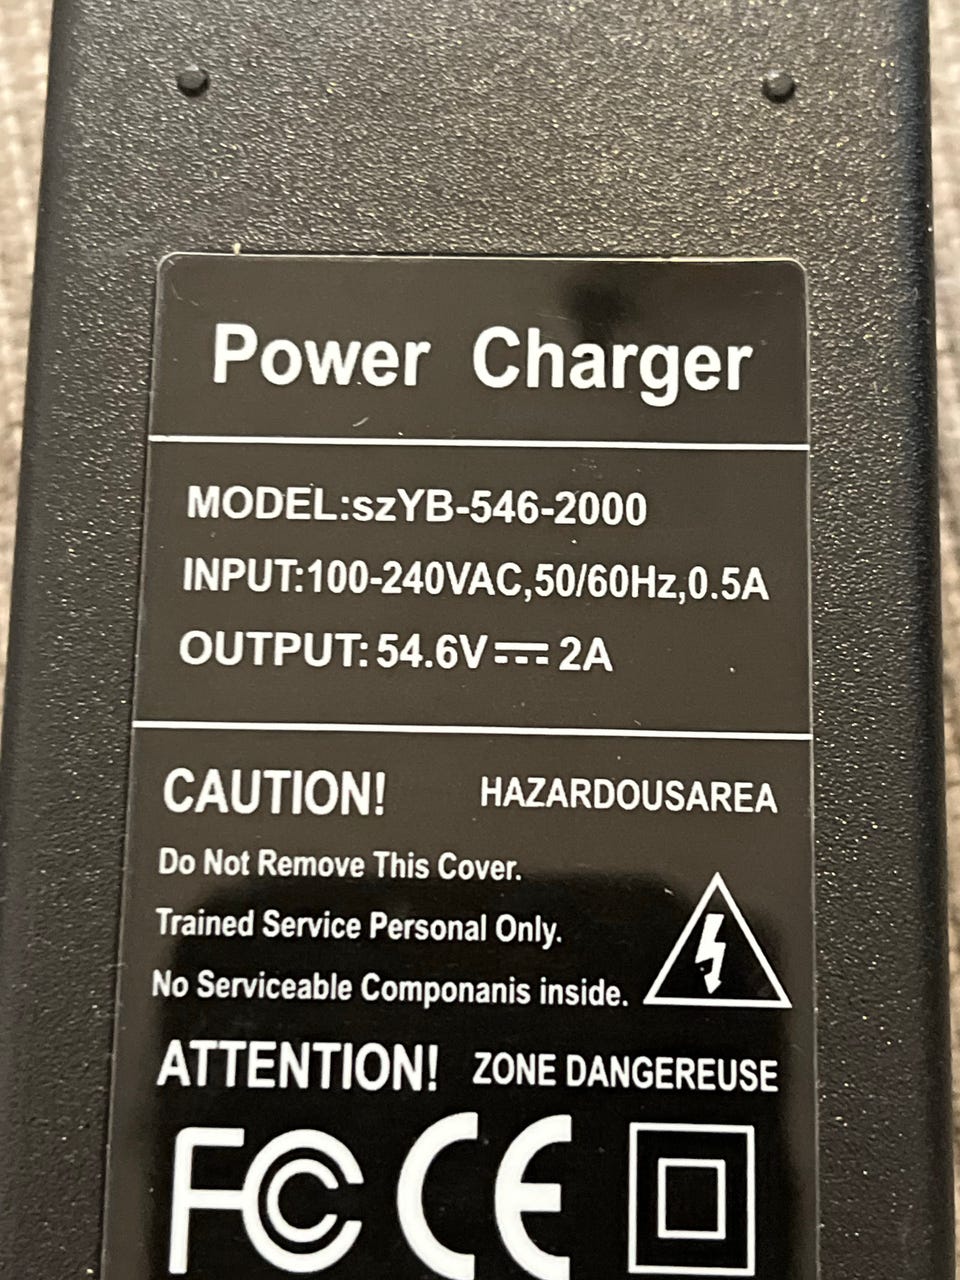 Power Charger
MODEL:szYB-546-2000
INPUT:100-240VAC,50/60Hz,0.5A
OUTPUT:54.6V⎓2A
CAUTION! HAZARDOUSAREA
Do Not Remove This Cover.
Trained Service Personal Only.
No Serviceable Componanis inside.
ATTENTION! ZONE DANGEREUSE
FC CE